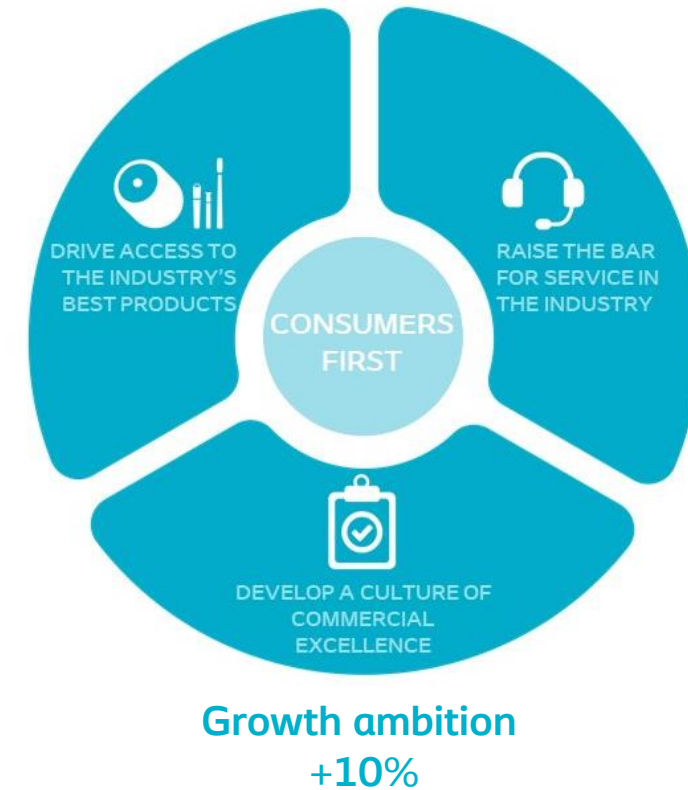 DRIVE ACCESS TO
THE INDUSTRY'S
BEST PRODUCTS
RAISE THE BAR
FOR SERVICE IN
THE INDUSTRY
CONSUMERS
FIRST
DEVELOP A CULTURE OF
COMMERCIAL
EXCELLENCE
Growth ambition
+10%